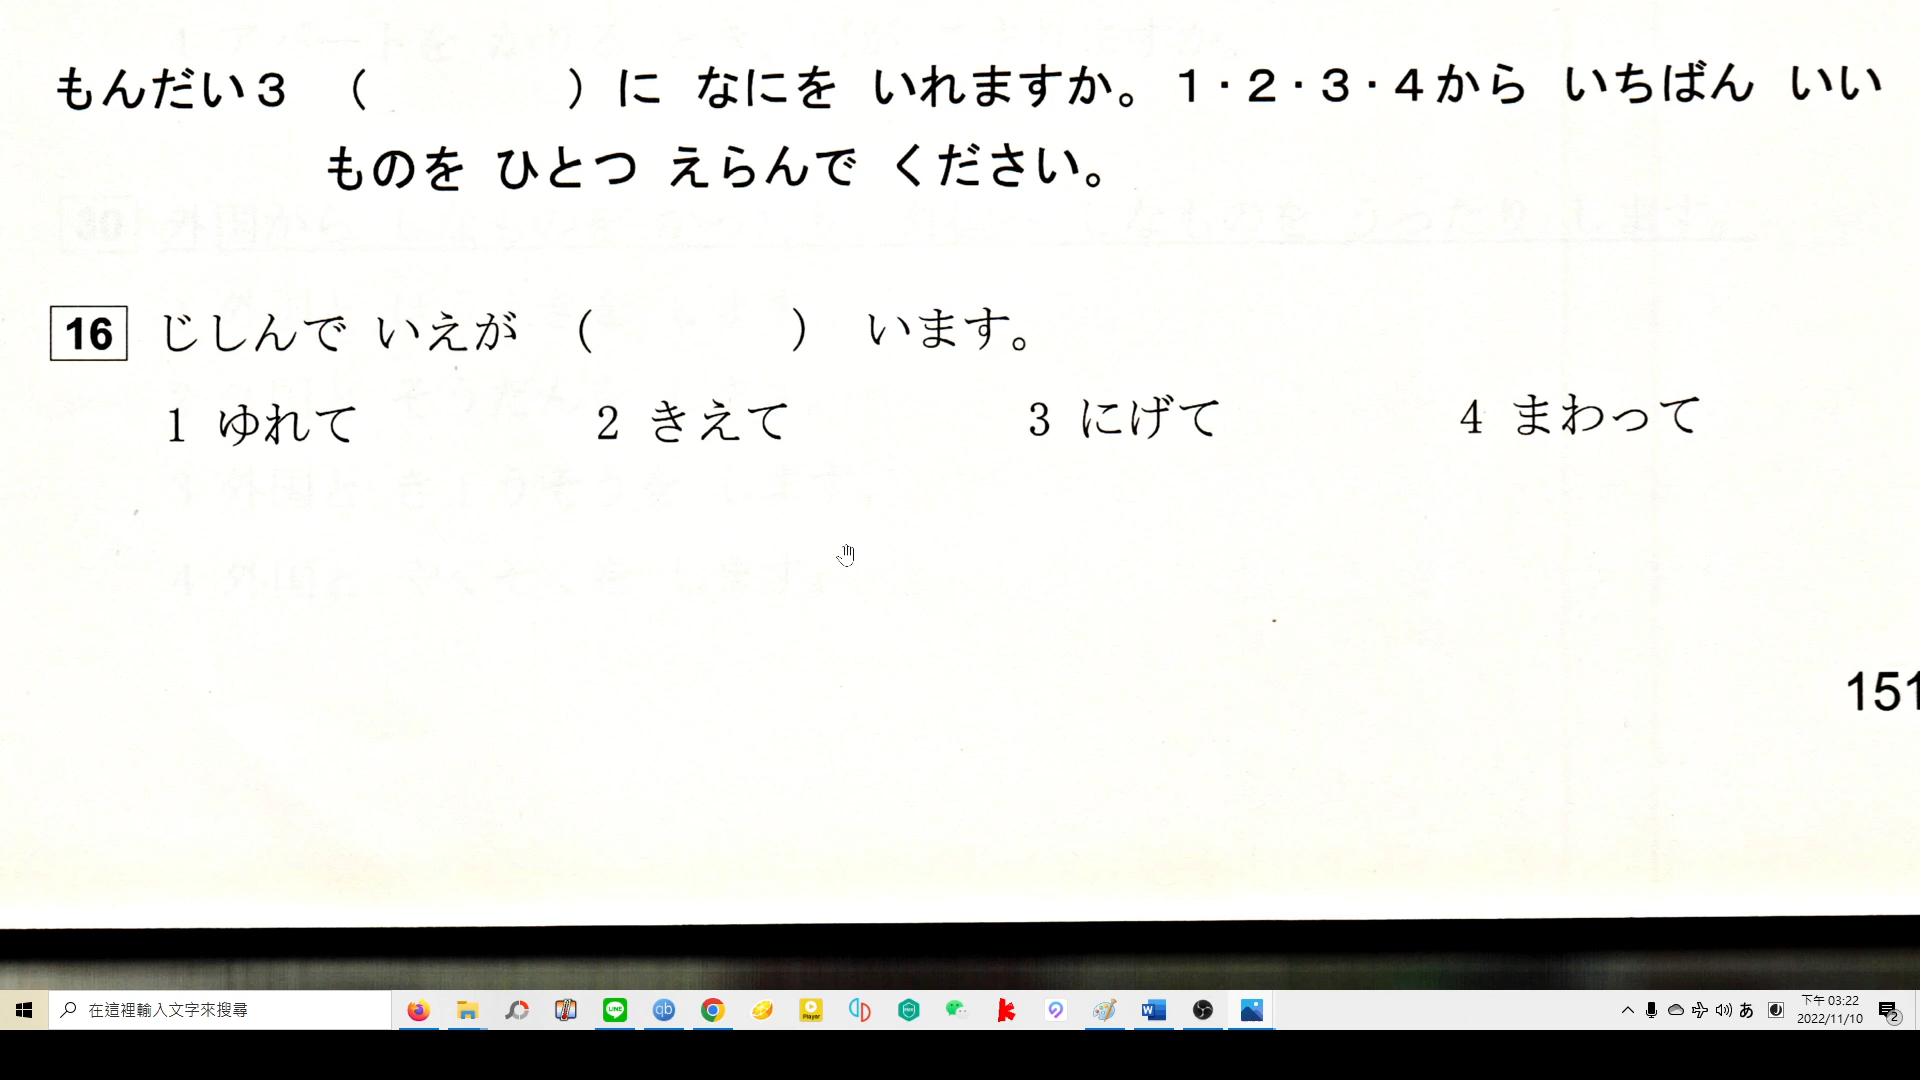 もんだい3 ( )に なにを いれますか。1・2・3・4から いちばん いい
ものを ひとつ えらんで ください。
16 じしんで いえが ( ) います。
1 ゆれて 2 きえて 3 にげて 4 まわって
151
在這裡輸入文字來搜尋
下午 03:22
2022/11/10
2